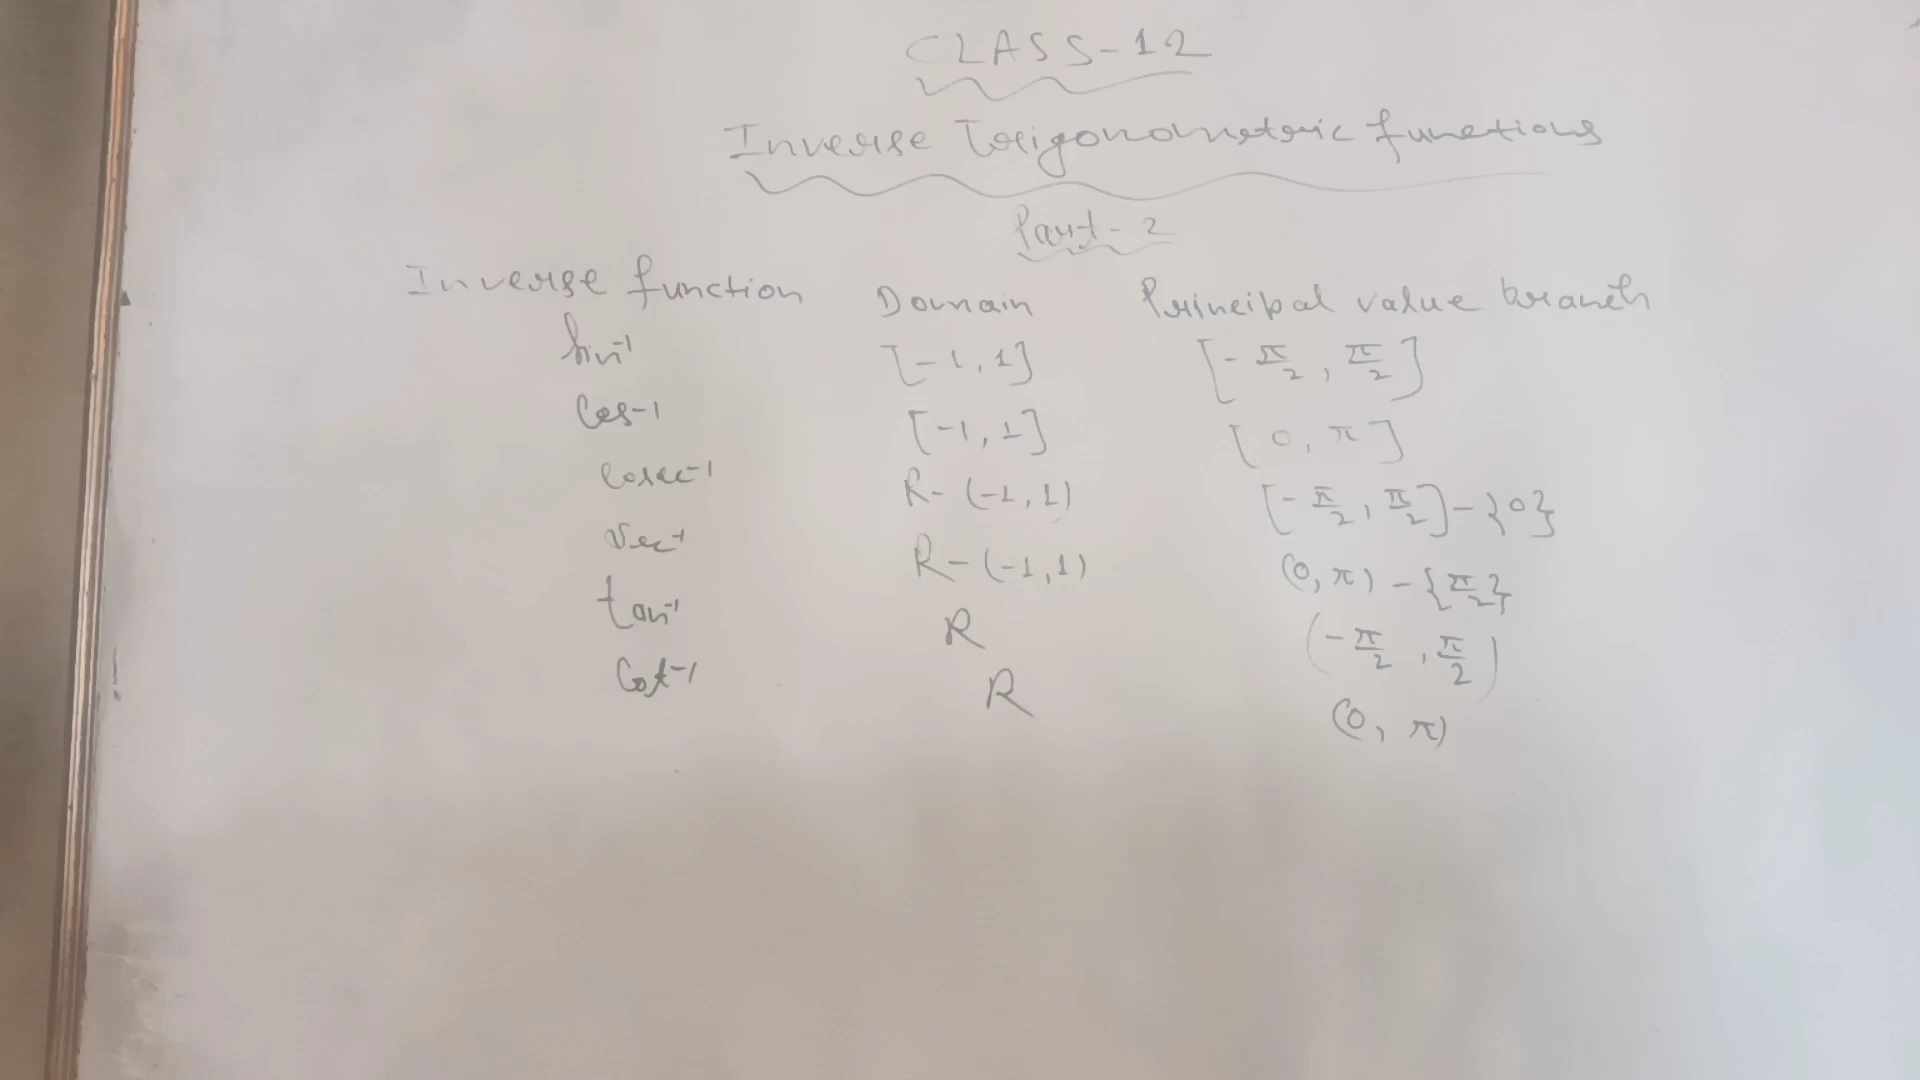 CLASS-12
Inverse Trigonometric functions
Part-2
Inverse function Domain Principal value branch
Sin⁻¹ [-1, 1] [-π/2, π/2]
Cos⁻¹ [-1, 1] [0, π]
Cosec⁻¹ R-(-1, 1) [-π/2, π/2]-{0}
Sec⁻¹ R-(-1, 1) (0, π)-{π/2}
tan⁻¹ R (-π/2, π/2)
Cot⁻¹ R (0, π)